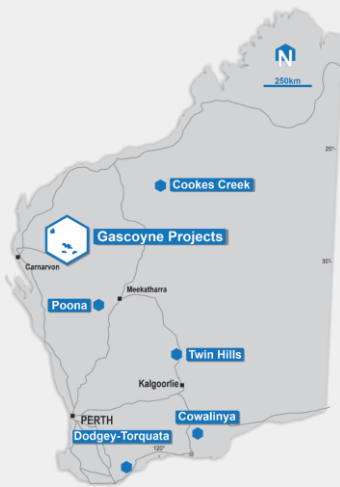 N
250km
20°
Cookes Creek
Gascoyne Projects
Carnarvon
30°
Meekatharra
Poona
Twin Hills
Kalgoorlie
Cowalinya
PERTH
Dodgey-Torquata
120°